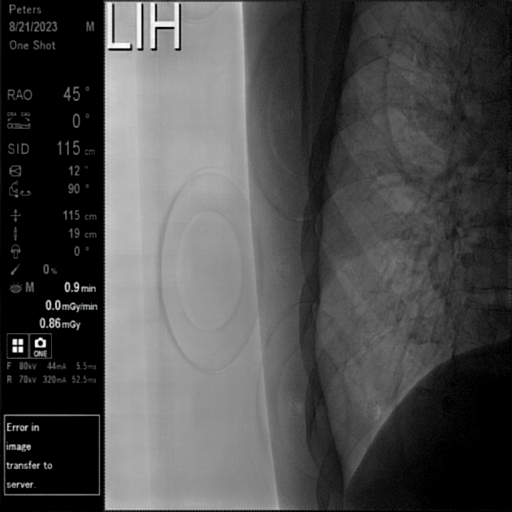 Peters
8/21/2023 M
One Shot
LIH
RAO 45°
0°
SID 115 cm
12°
90°
115 cm
19 cm
0°
0%
M 0.9 min
0.0 mGy/min
0.86 mGy
ONE
F 80kV 44mA 5.5ms
R 70kV 320mA 52.5ms
Error in
image
transfer to
server.